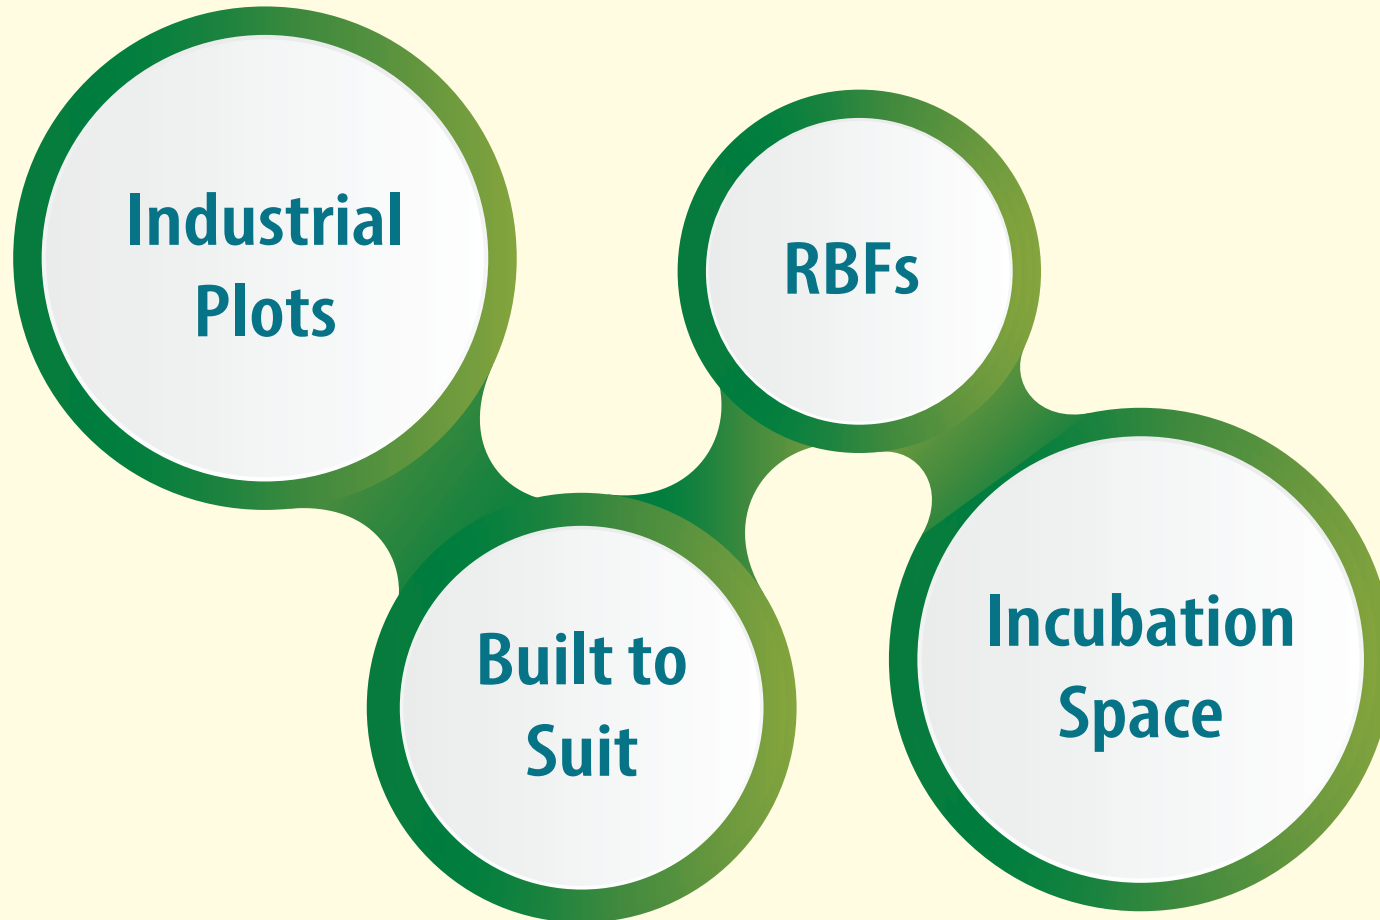 Industrial
Plots
RBFs
Built to
Suit
Incubation
Space